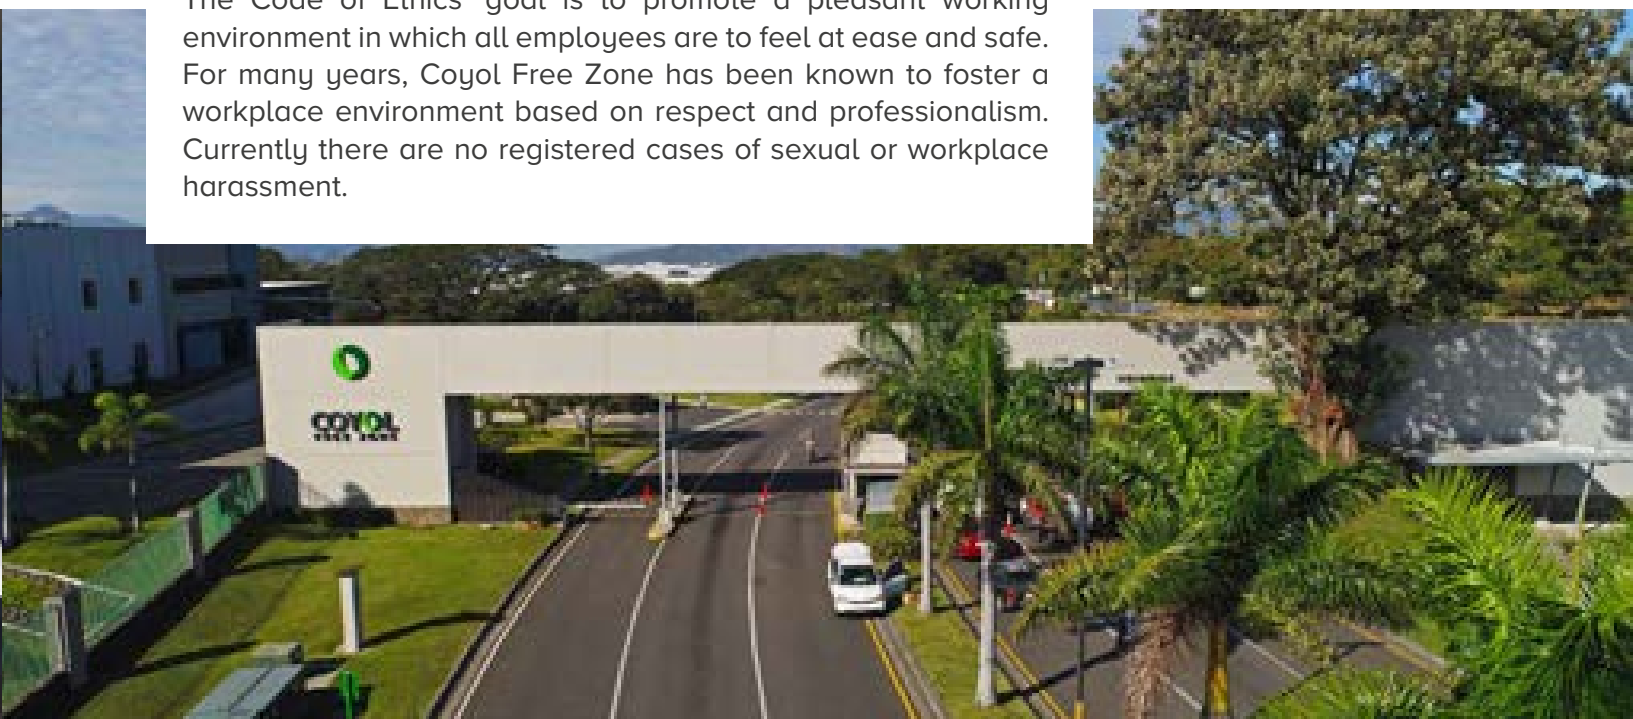 The Code of Ethics' goal is to promote a pleasant working
environment in which all employees are to feel at ease and safe.
For many years, Coyol Free Zone has been known to foster a
workplace environment based on respect and professionalism.
Currently there are no registered cases of sexual or workplace
harassment.
COYOL
FREE ZONE